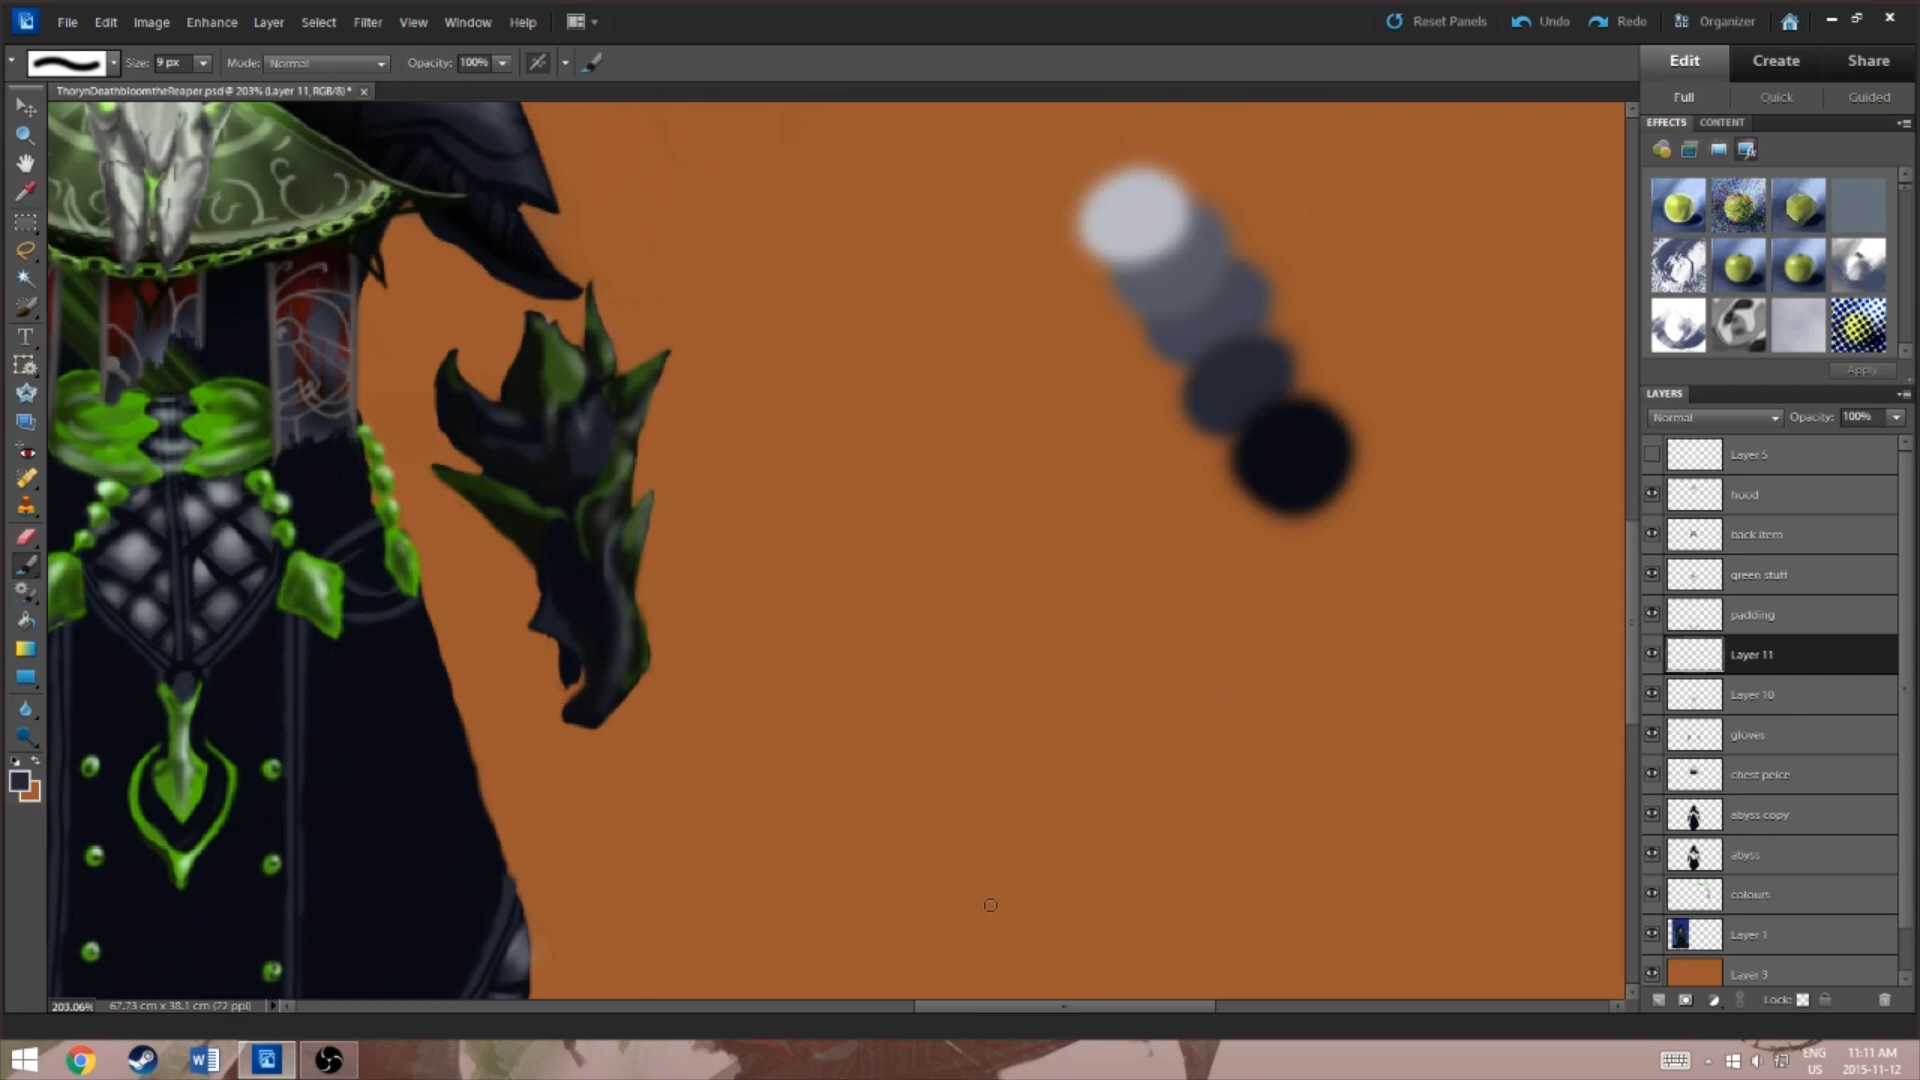 File Edit Image Enhance Layer Select Filter View Window Help Reset Panels Undo Redo Organizer
Size: 9 px Mode: Normal Opacity: 100%
Edit Create Share
ThorynDeathbloomtheReaper.psd @ 203% (Layer 11, RGB/8) *
Full Quick Guided
EFFECTS CONTENT
Apply
LAYERS
Normal Opacity: 100%
Layer 5
hood
back item
green stuff
padding
Layer 11
Layer 10
gloves
chest peice
abyss copy
abyss
colours
Layer 1
Layer 3
Lock:
203.06% 67.73 cm x 38.1 cm (72 ppi)
ENG 11:11 AM
US 2015-11-12